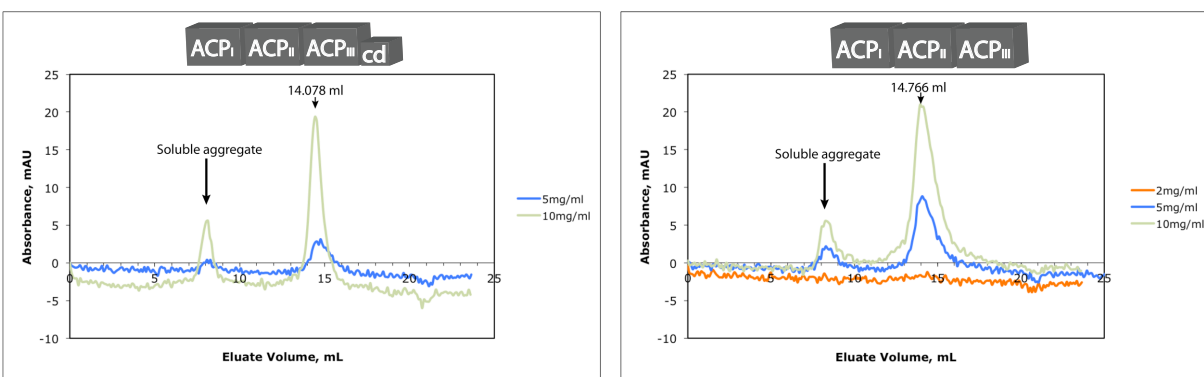 ACPI ACPII ACPIII cd
14.078 ml
Soluble aggregate
25
20
15
10
5
0
-5
-10
0 5 10 15 20 25
Absorbance, mAU
Eluate Volume, mL
5mg/ml
10mg/ml
ACPI ACPII ACPIII
14.766 ml
Soluble aggregate
25
20
15
10
5
0
-5
-10
0 5 10 15 20 25
Absorbance, mAU
Eluate Volume, mL
2mg/ml
5mg/ml
10mg/ml